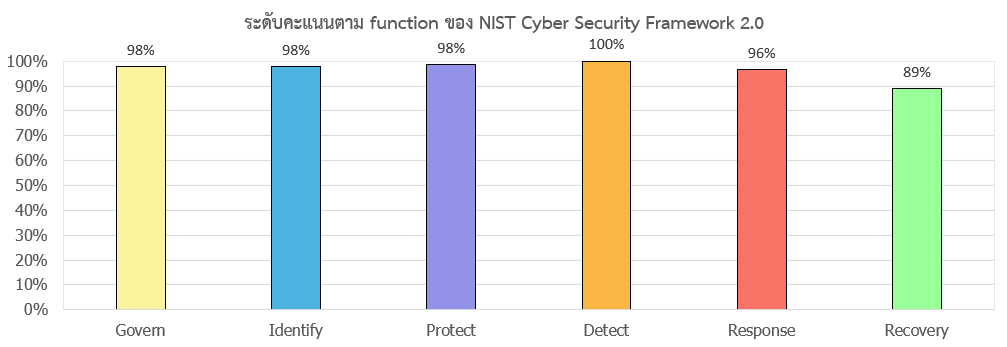 ระดับคะแนนตาม function ของ NIST Cyber Security Framework 2.0
98%
98%
98%
100%
96%
89%
100%
90%
80%
70%
60%
50%
40%
30%
20%
10%
0%
Govern
Identify
Protect
Detect
Response
Recovery